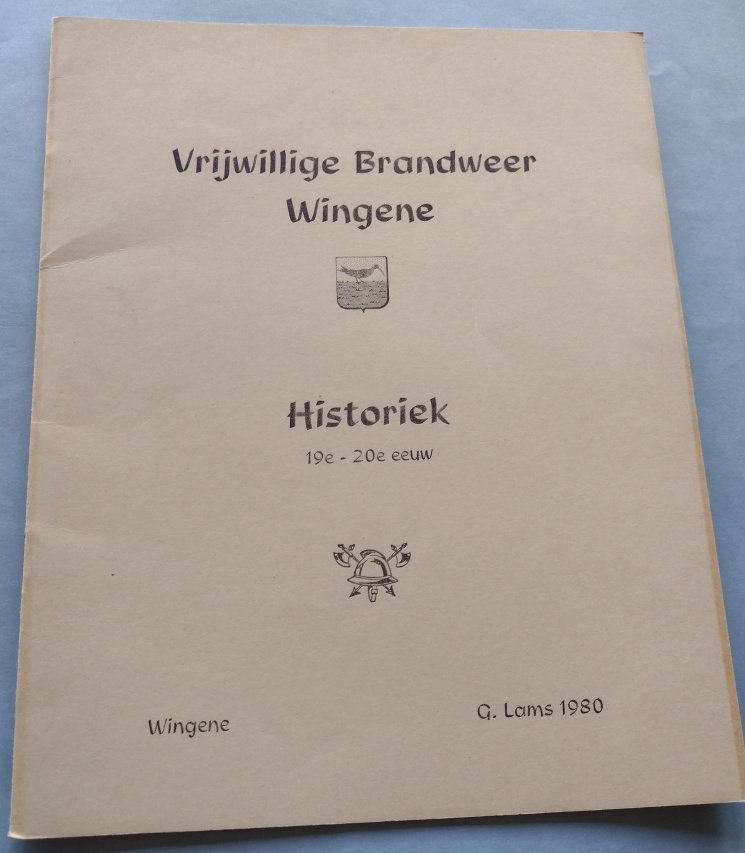 Vrijwillige Brandweer
Wingene
Historiek
19e - 20e eeuw
Wingene
G. Lams 1980